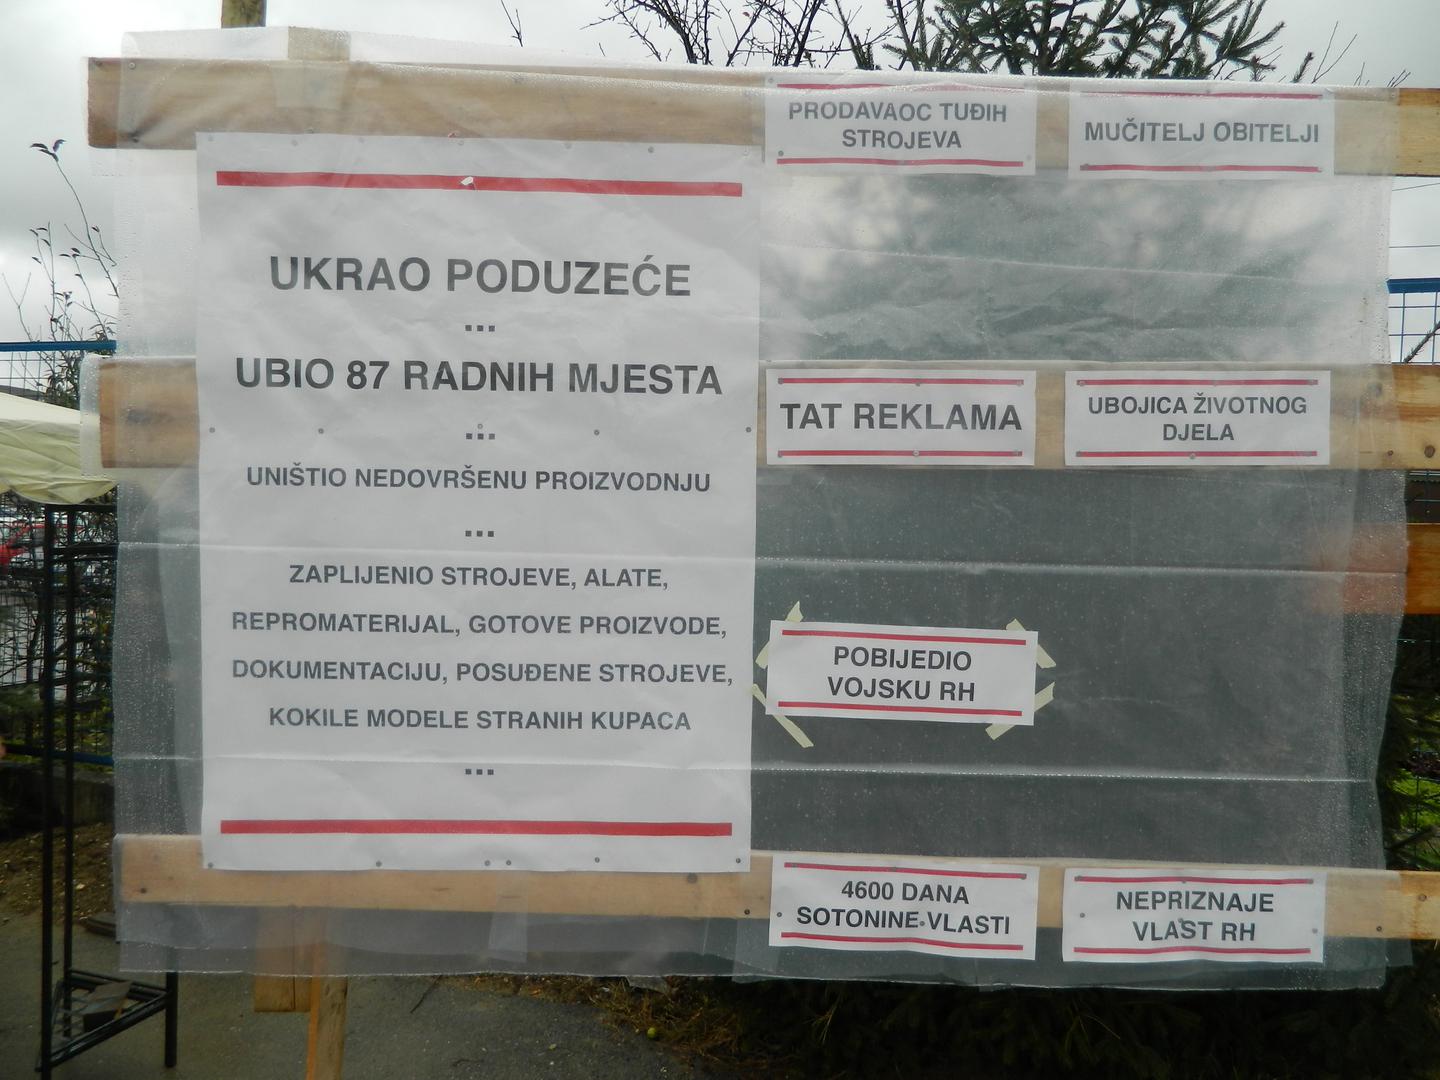 UKRAO PODUZEĆE
...
UBIO 87 RADNIH MJESTA
...
UNIŠTIO NEDOVRŠENU PROIZVODNJU
...
ZAPLIJENIO STROJEVE, ALATE,
REPROMATERIJAL, GOTOVE PROIZVODE,
DOKUMENTACIJU, POSUĐENE STROJEVE,
KOKILE MODELE STRANIH KUPACA
...
PRODAVAOC TUĐIH
STROJEVA
MUČITELJ OBITELJI
TAT REKLAMA
UBOJICA ŽIVOTNOG
DJELA
POBIJEDIO
VOJSKU RH
4600 DANA
SOTONINE VLASTI
NEPRIZNAJE
VLAST RH